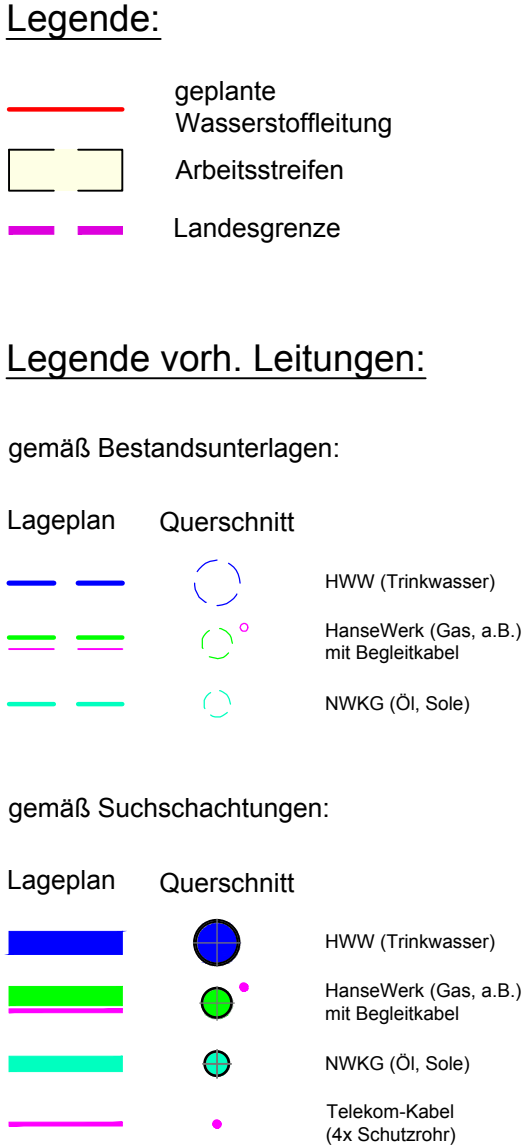 Legende:
geplante
Wasserstoffleitung
Arbeitsstreifen
Landesgrenze
Legende vorh. Leitungen:
gemäß Bestandsunterlagen:
Lageplan Querschnitt
HWW (Trinkwasser)
HanseWerk (Gas, a.B.)
mit Begleitkabel
NWKG (Öl, Sole)
gemäß Suchschachtungen:
Lageplan Querschnitt
HWW (Trinkwasser)
HanseWerk (Gas, a.B.)
mit Begleitkabel
NWKG (Öl, Sole)
Telekom-Kabel
(4x Schutzrohr)